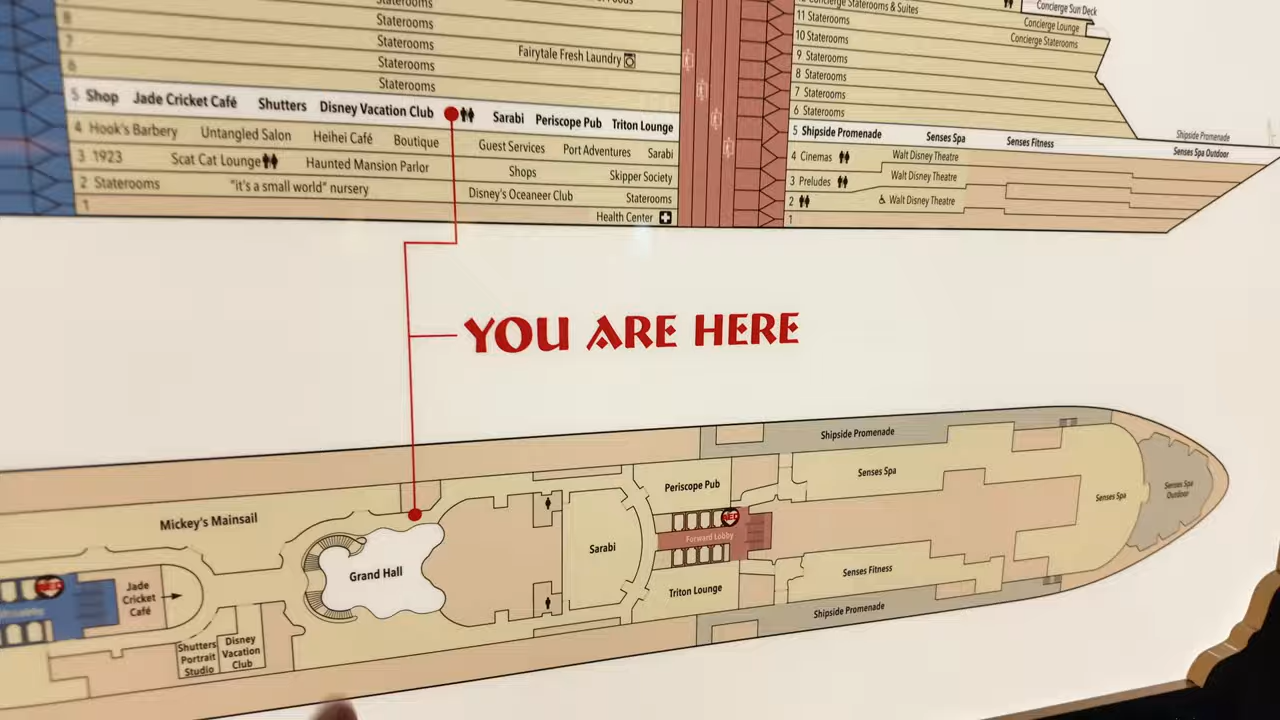 Staterooms
8 Staterooms
7 Staterooms
Fairytale Fresh Laundry
6 Staterooms
Staterooms
5 Shop Jade Cricket Café Shutters Disney Vacation Club Sarabi Periscope Pub Triton Lounge
4 Hook's Barbery Untangled Salon Heihei Café Boutique Guest Services Port Adventures Sarabi
3 1923 Scat Cat Lounge Haunted Mansion Parlor Shops Skipper Society
2 Staterooms "it's a small world" nursery Disney's Oceaneer Club Staterooms
1 Health Center
Concierge Staterooms & Suites
Concierge Sun Deck
11 Staterooms
Concierge Lounge
10 Staterooms
Concierge Staterooms
9 Staterooms
8 Staterooms
7 Staterooms
6 Staterooms
5 Shipside Promenade Senses Spa Senses Fitness
Shipside Promenade
Senses Spa Outdoor
4 Cinemas Walt Disney Theatre
3 Preludes Walt Disney Theatre
2 Walt Disney Theatre
1
YOU ARE HERE
Shipside Promenade
Mickey's Mainsail
Periscope Pub
Senses Spa
Senses Spa
Senses Spa
Outdoor
Grand Hall
Sarabi
AED
Forward Lobby
AED
Jade
Cricket
Café
Triton Lounge
Senses Fitness
Shipside Promenade
Shutters
Portrait
Studio
Disney
Vacation
Club